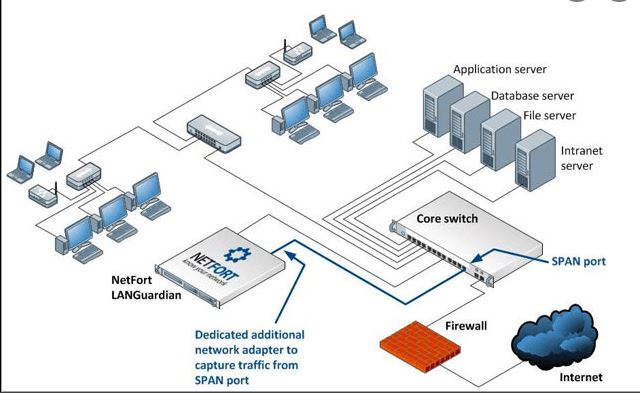 Application server
Database server
File server
Intranet
server
Core switch
SPAN port
NETFORT
know your network
NetFort
LANGuardian
Dedicated additional
network adapter to
capture traffic from
SPAN port
Firewall
Internet